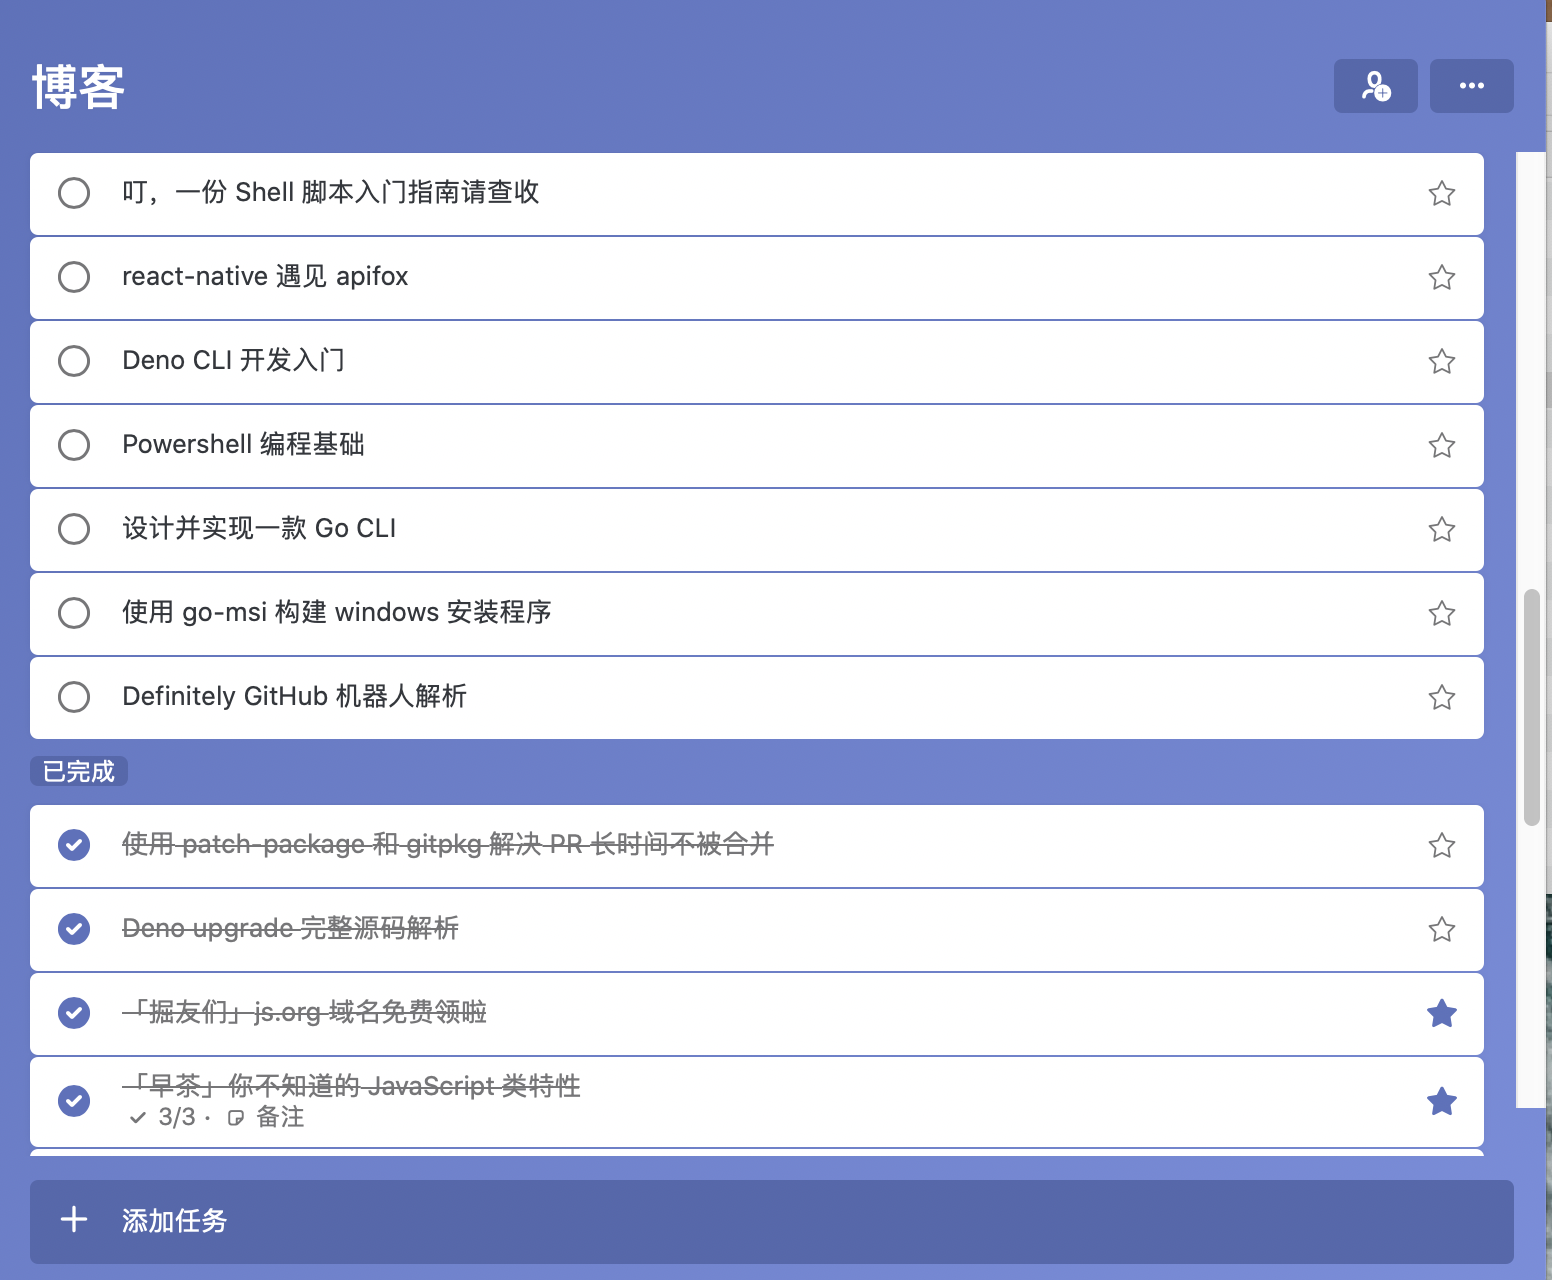 博客
叮，一份 Shell 脚本入门指南请查收
react-native 遇见 apifox
Deno CLI 开发入门
Powershell 编程基础
设计并实现一款 Go CLI
使用 go-msi 构建 windows 安装程序
Definitely GitHub 机器人解析
已完成
使用 patch-package 和 gitpkg 解决 PR 长时间不被合并
Deno upgrade 完整源码解析
「掘友们」js.org 域名免费领啦
「早茶」你不知道的 JavaScript 类特性
3/3 · 备注
添加任务